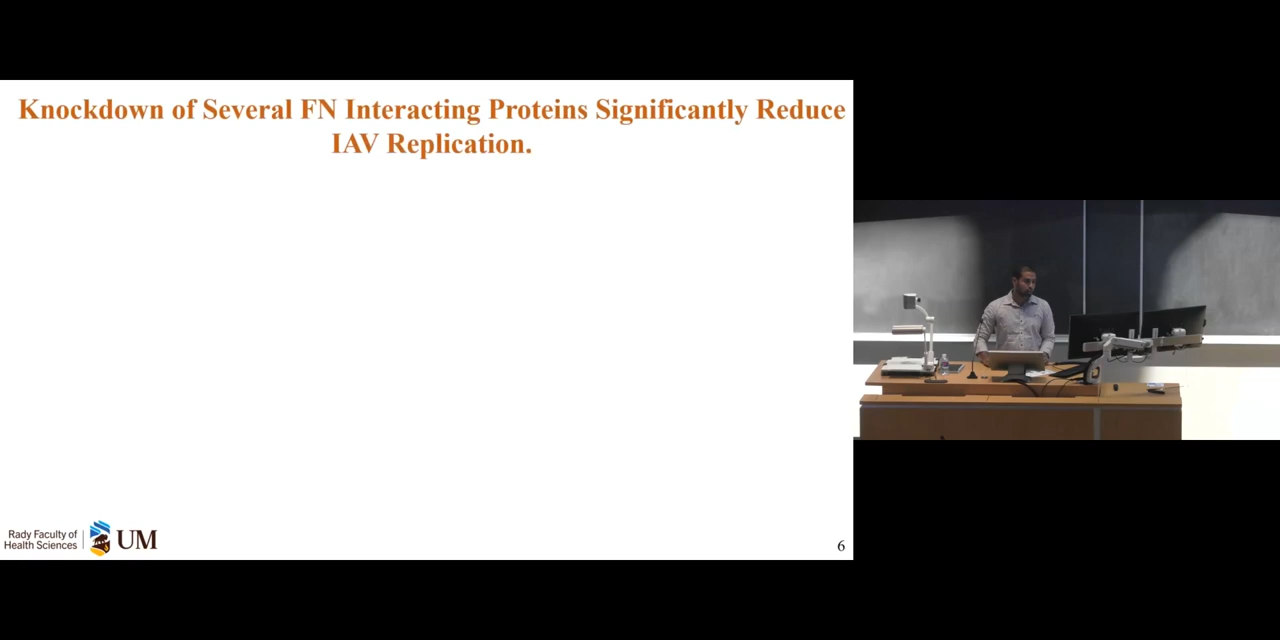 Knockdown of Several FN Interacting Proteins Significantly Reduce
IAV Replication.
Rady Faculty of
Health Sciences
UM
6